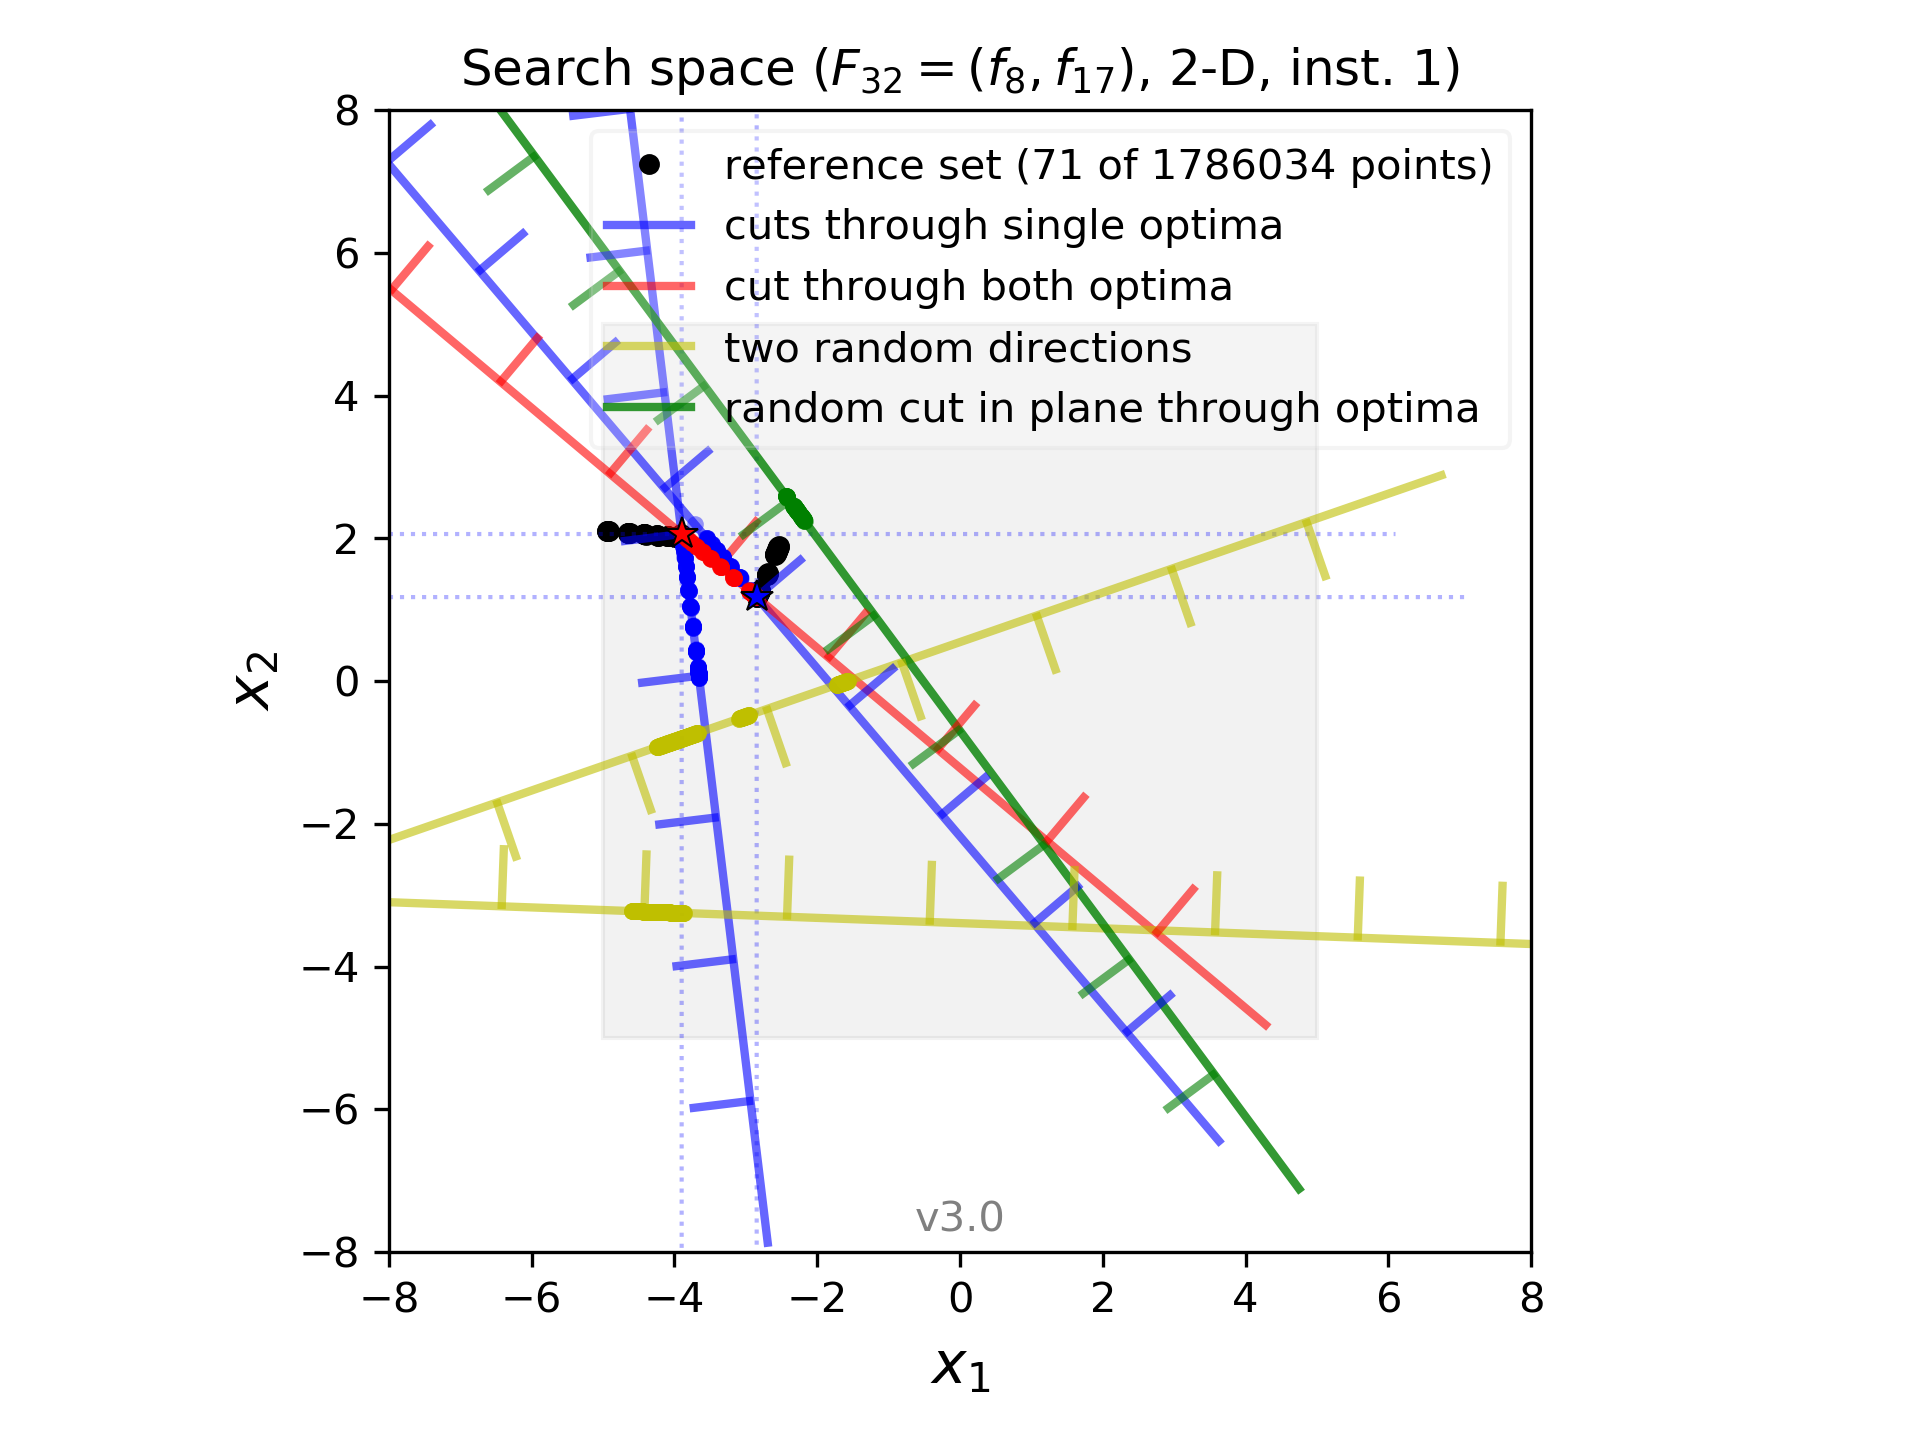 Search space (F32 = (f8, f17), 2-D, inst. 1)
reference set (71 of 1786034 points)
cuts through single optima
cut through both optima
two random directions
random cut in plane through optima
8
6
4
2
0
−2
−4
−6
−8
x2
v3.0
−8 −6 −4 −2 0 2 4 6 8
x1